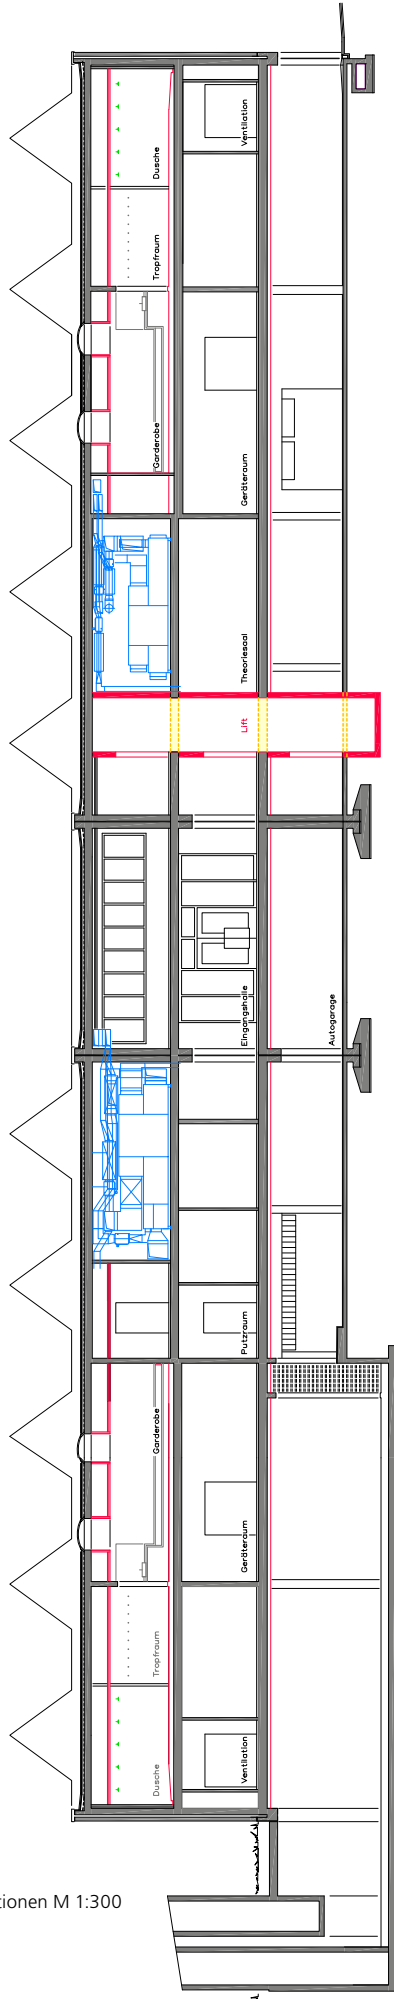 Dusche
Ventilation
Tropfraum
Garderobe
Geräteraum
Theoriesaal
Lift
Eingangshalle
Autogarage
Putzraum
Garderobe
Geräteraum
Tropfraum
Dusche
Ventilation
tionen M 1:300